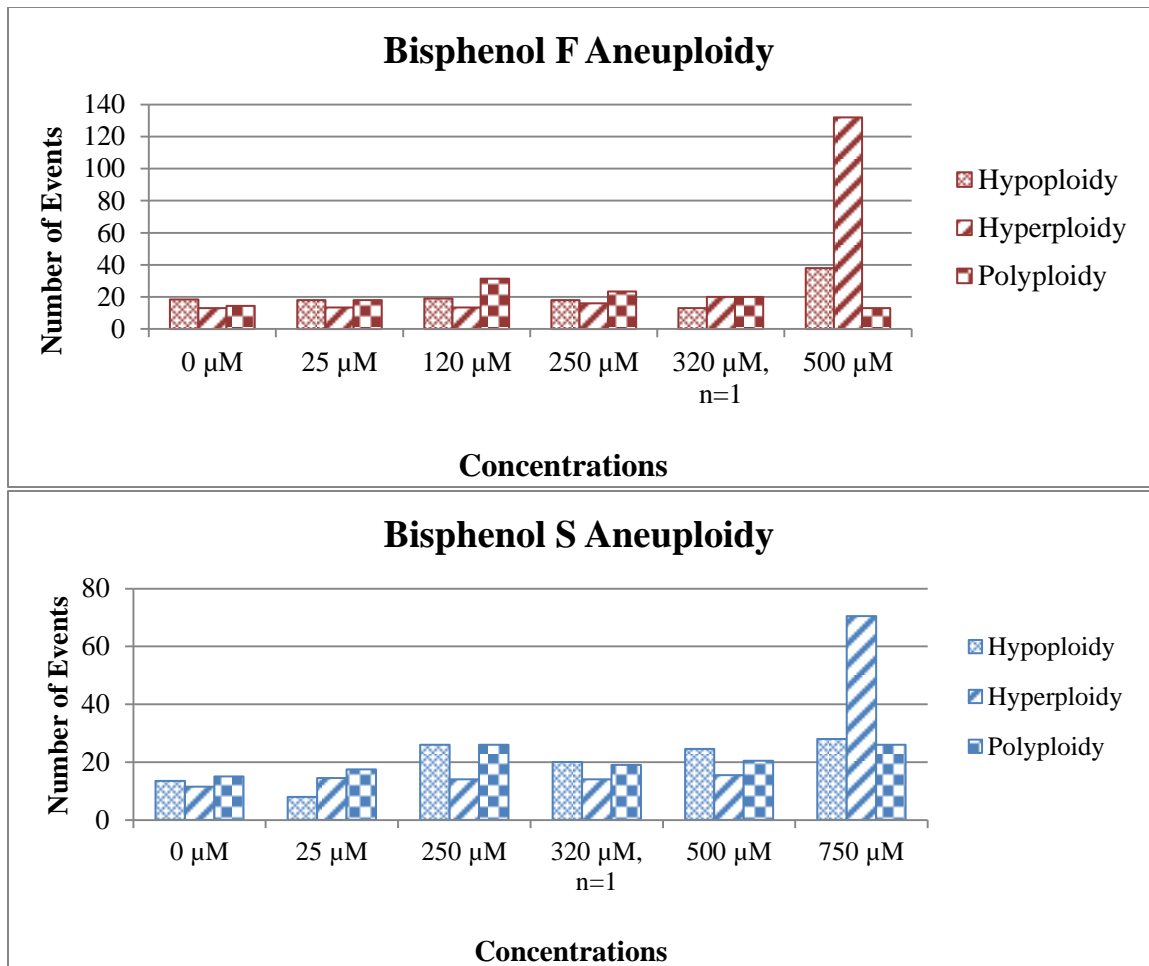 Bisphenol F Aneuploidy
Number of Events
140
120
100
80
60
40
20
0
0 µM
25 µM
120 µM
250 µM
320 µM,
n=1
500 µM
Concentrations
Hypoploidy
Hyperploidy
Polyploidy
Bisphenol S Aneuploidy
Number of Events
80
60
40
20
0
0 µM
25 µM
250 µM
320 µM,
n=1
500 µM
750 µM
Concentrations
Hypoploidy
Hyperploidy
Polyploidy